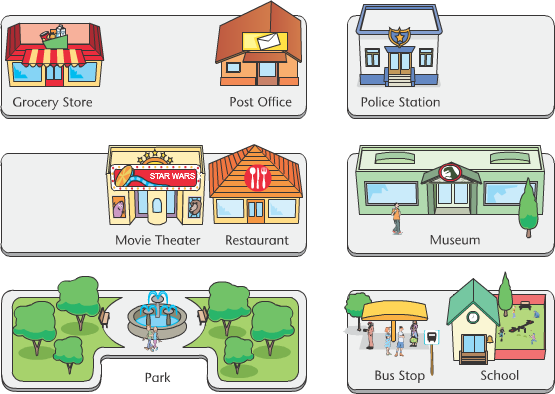 Grocery Store
Post Office
Police Station
STAR WARS
Movie Theater
Restaurant
Museum
Park
Bus Stop
School